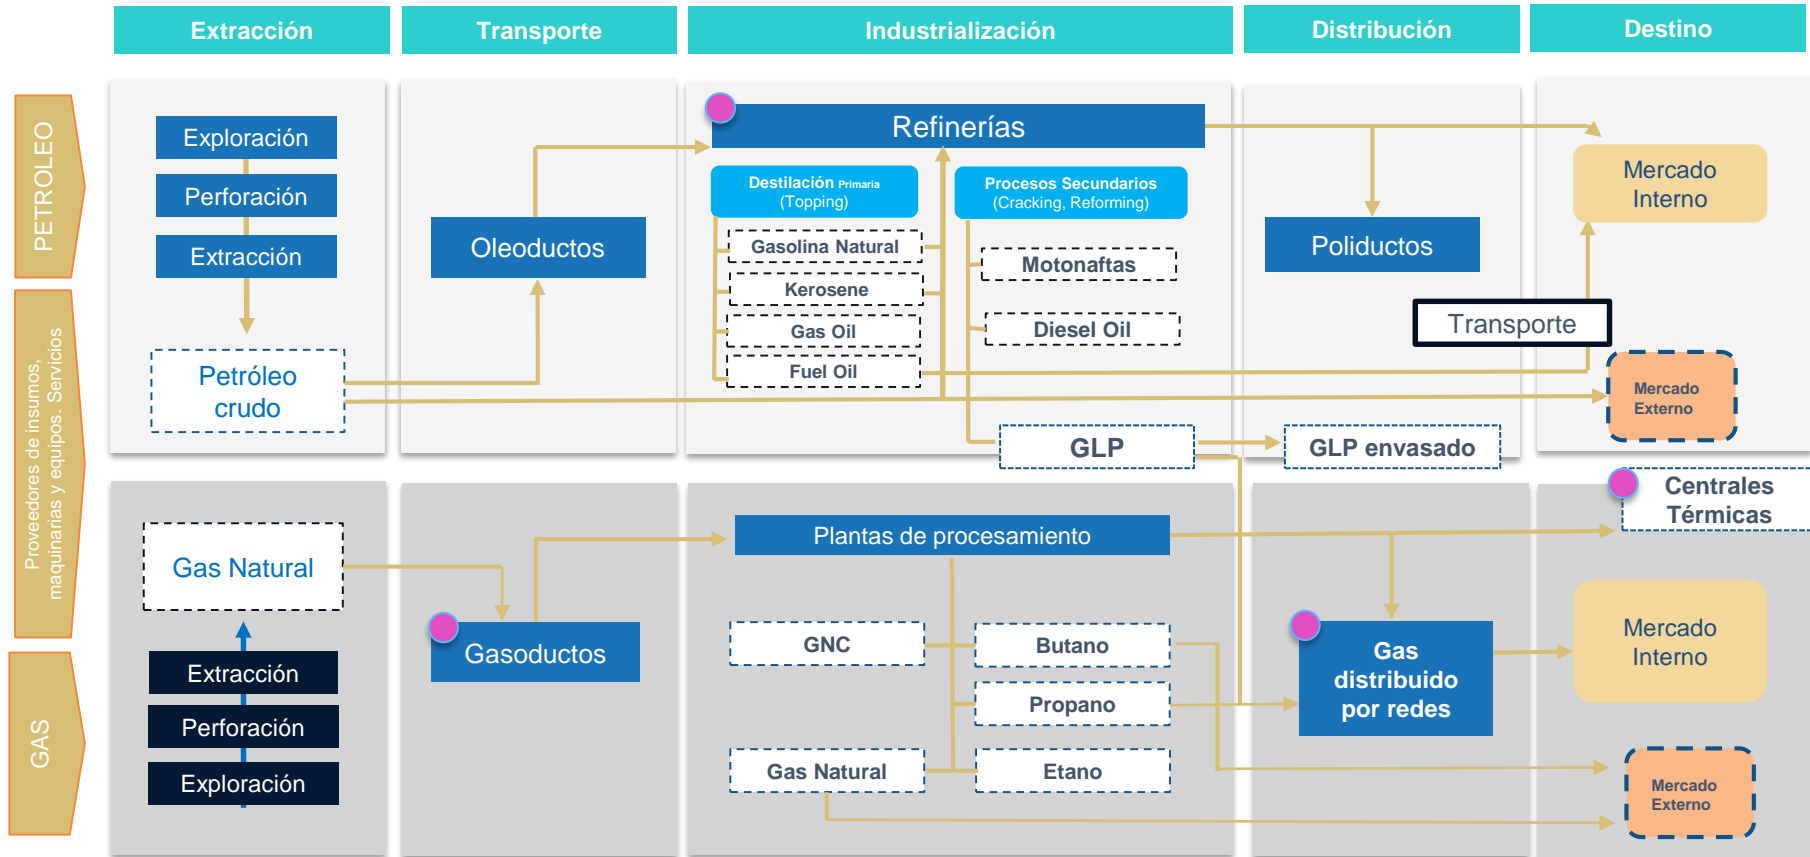 Extracción
Transporte
Industrialización
Distribución
Destino
PETROLEO
Exploración
Perforación
Extracción
Petróleo
crudo
Oleoductos
Refinerías
Destilación Primaria
(Topping)
Procesos Secundarios
(Cracking, Reforming)
Gasolina Natural
Kerosene
Gas Oil
Fuel Oil
Motonaftas
Diesel Oil
GLP
Poliductos
Transporte
GLP envasado
Mercado
Interno
Mercado
Externo
Proveedores de insumos,
maquinarias y equipos. Servicios
GAS
Gas Natural
Extracción
Perforación
Exploración
Gasoductos
Plantas de procesamiento
GNC
Butano
Propano
Gas Natural
Etano
Gas
distribuido
por redes
Centrales
Térmicas
Mercado
Interno
Mercado
Externo